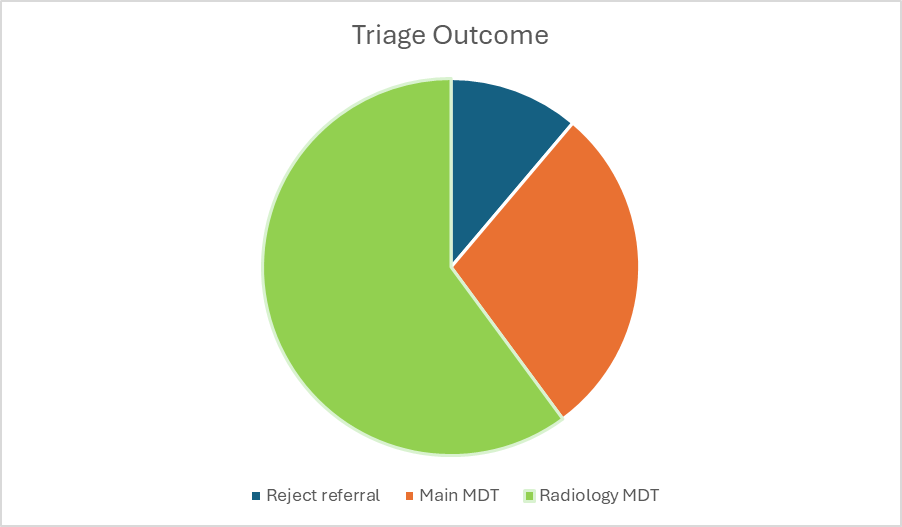 Triage Outcome
Reject referral Main MDT Radiology MDT